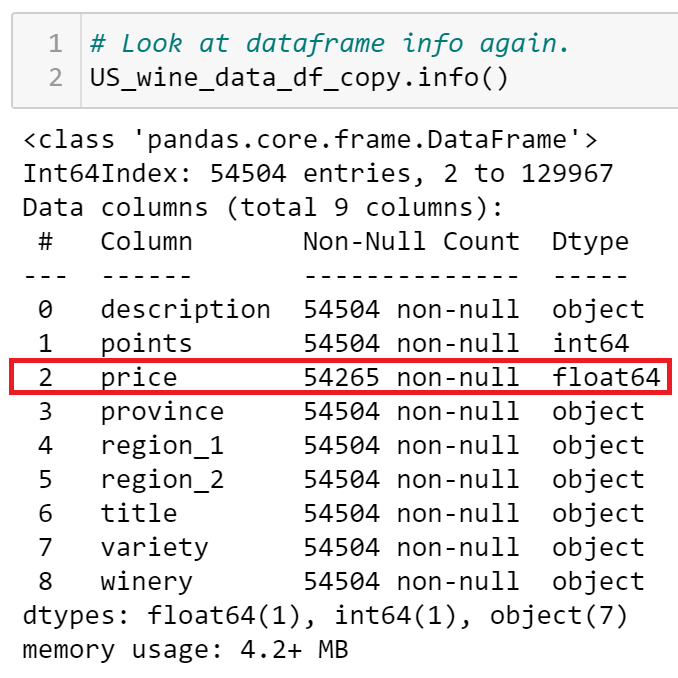 1 # Look at dataframe info again.
2 US_wine_data_df_copy.info()
<class 'pandas.core.frame.DataFrame'>
Int64Index: 54504 entries, 2 to 129967
Data columns (total 9 columns):
 #   Column       Non-Null Count  Dtype
---  ------       --------------  -----
 0   description  54504 non-null  object
 1   points       54504 non-null  int64
 2   price        54265 non-null  float64
 3   province     54504 non-null  object
 4   region_1     54504 non-null  object
 5   region_2     54504 non-null  object
 6   title        54504 non-null  object
 7   variety      54504 non-null  object
 8   winery       54504 non-null  object
dtypes: float64(1), int64(1), object(7)
memory usage: 4.2+ MB